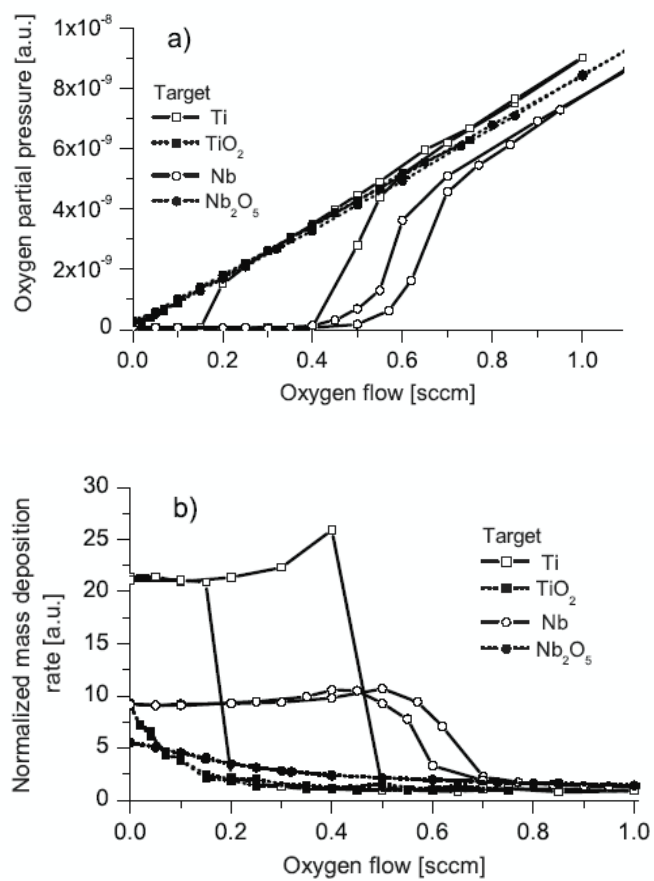 a)
1x10⁻⁸
8x10⁻⁹
6x10⁻⁹
4x10⁻⁹
2x10⁻⁹
0
Oxygen partial pressure [a.u.]
Target
Ti
TiO₂
Nb
Nb₂O₅
0.0 0.2 0.4 0.6 0.8 1.0
Oxygen flow [sccm]
b)
30
25
20
15
10
5
0
Normalized mass deposition
rate [a.u.]
Target
Ti
TiO₂
Nb
Nb₂O₅
0.0 0.2 0.4 0.6 0.8 1.0
Oxygen flow [sccm]